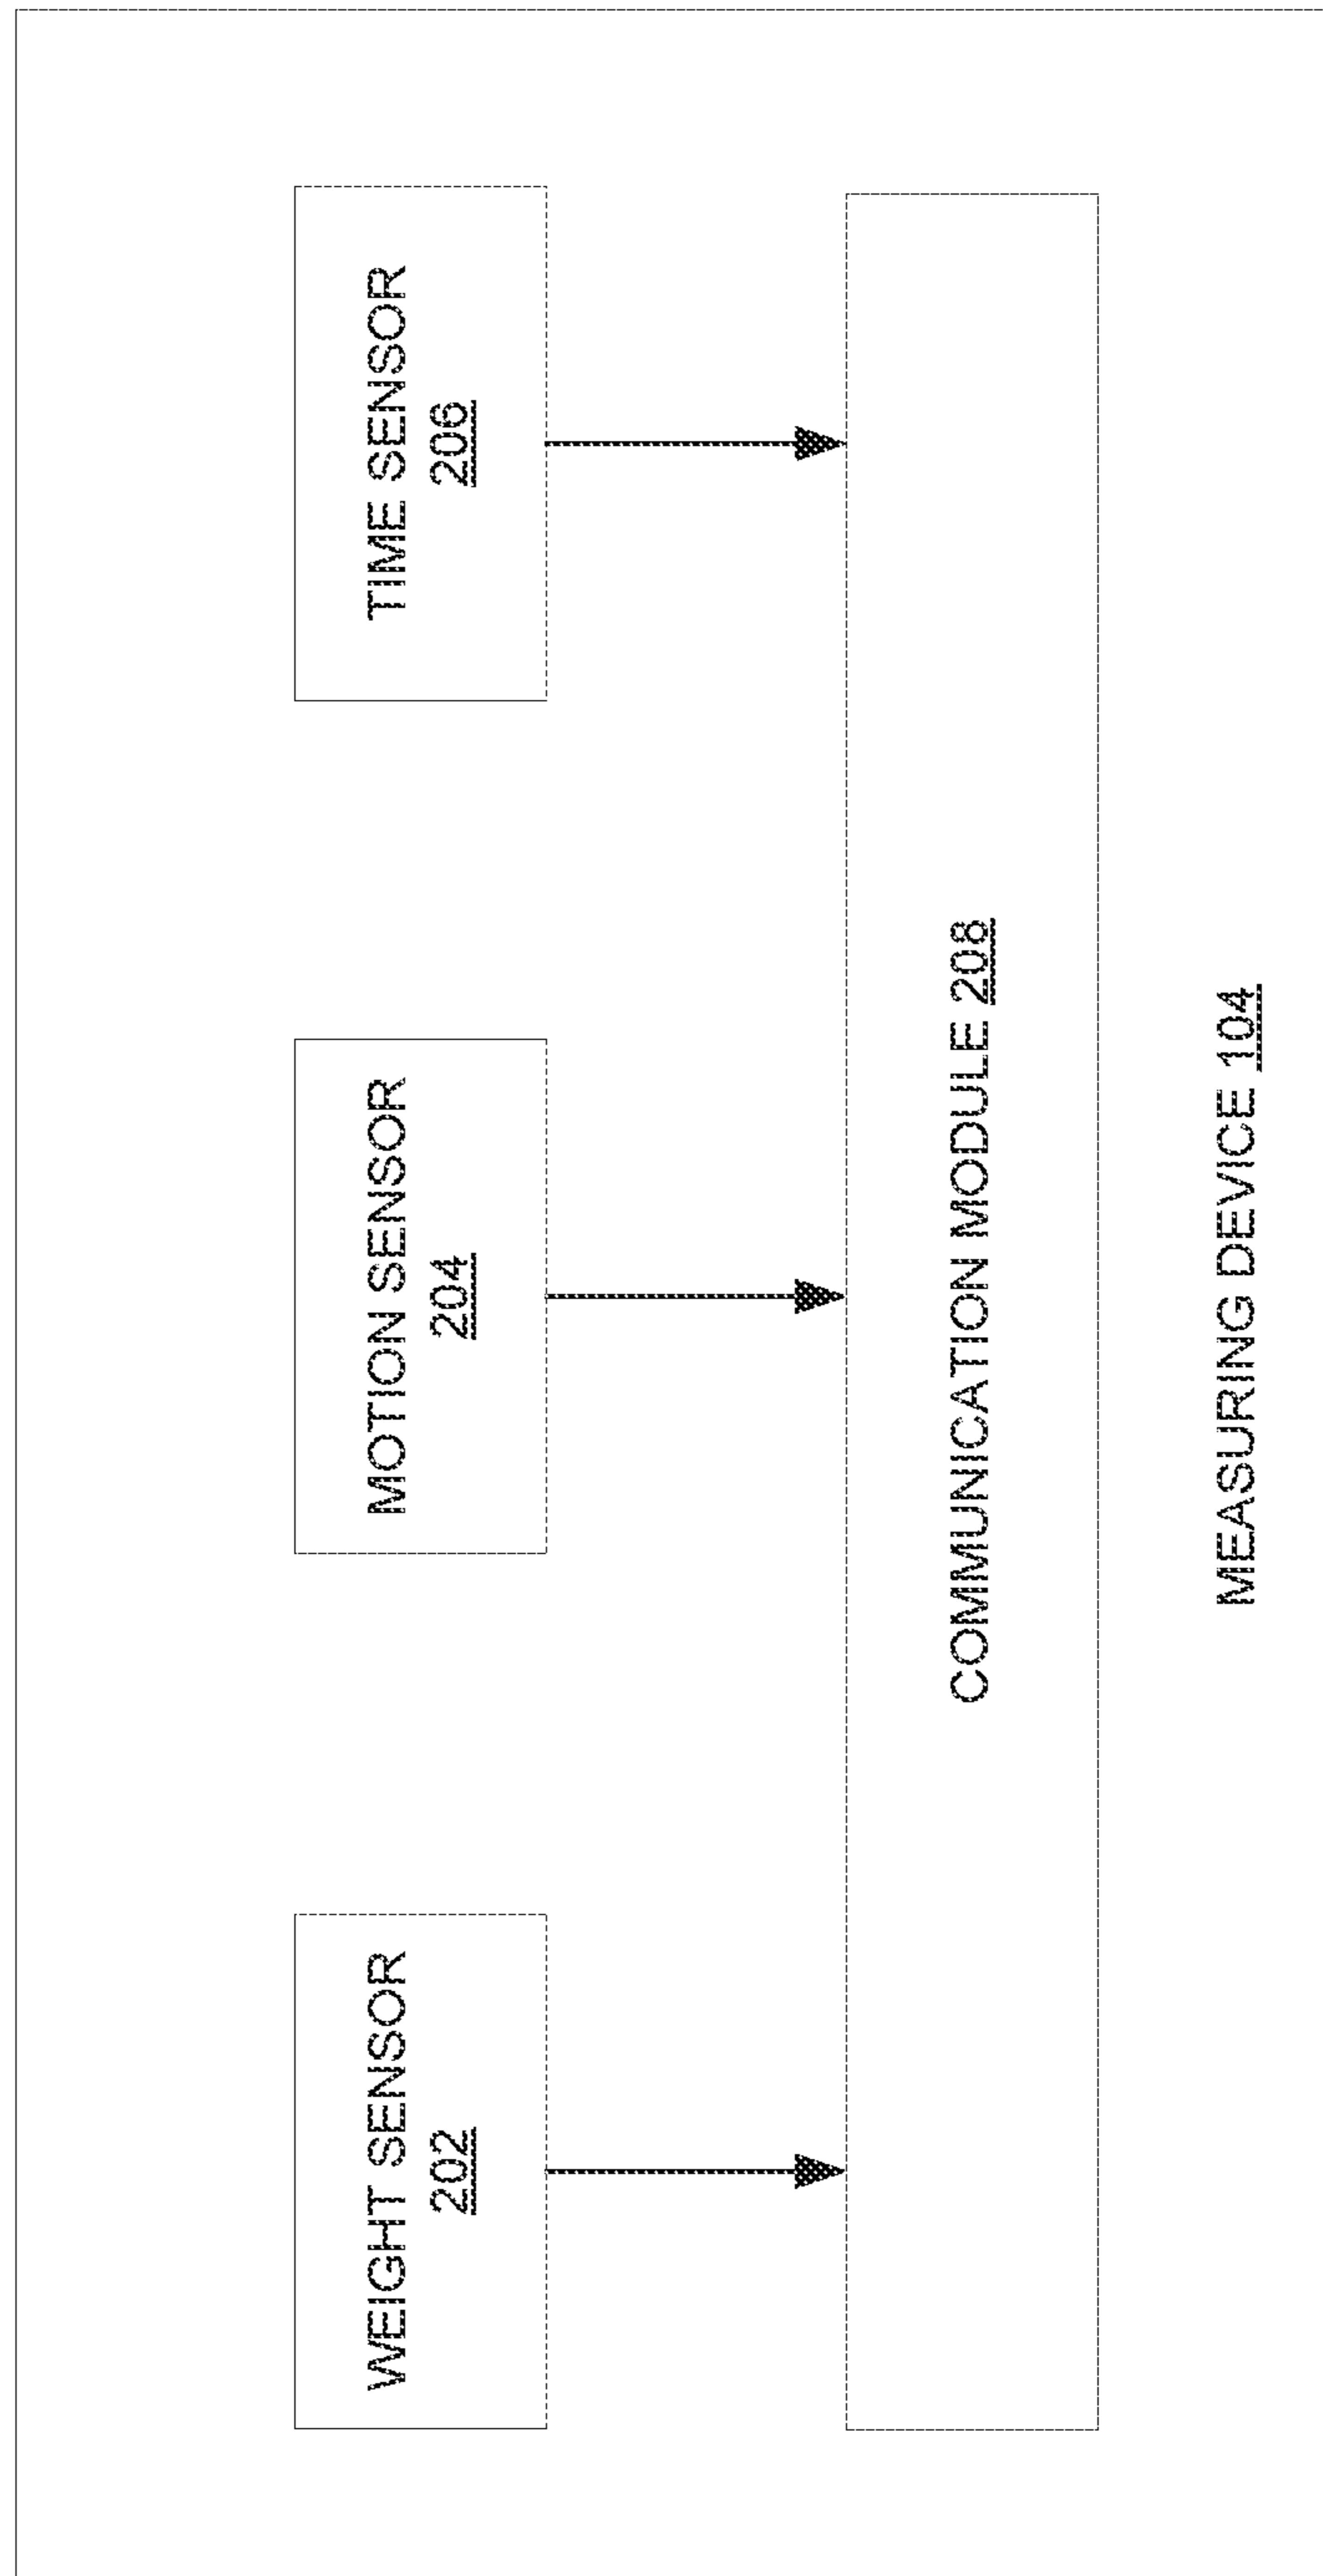 WEIGHT SENSOR
202
MOTION SENSOR
204
TIME SENSOR
206
COMMUNICATION MODULE 208
MEASURING DEVICE 104